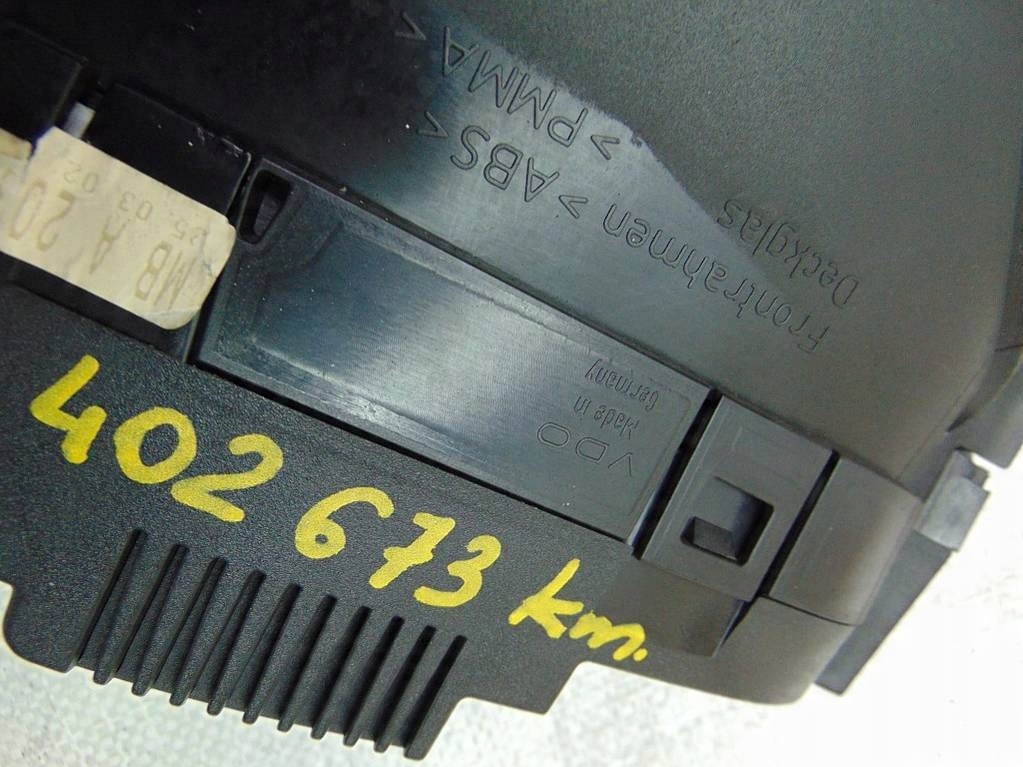 Frontrahmen >ABS<
Deckglas >PMMA<
VDO
Made in
Germany
MB A 20
25. 03. 02
402 673 km.